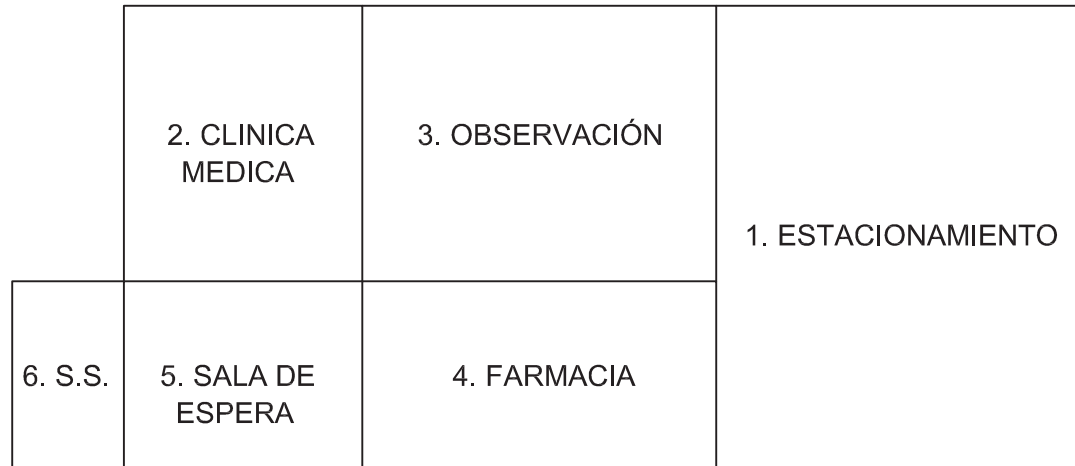 2. CLINICA
MEDICA
3. OBSERVACIÓN
1. ESTACIONAMIENTO
6. S.S.
5. SALA DE
ESPERA
4. FARMACIA